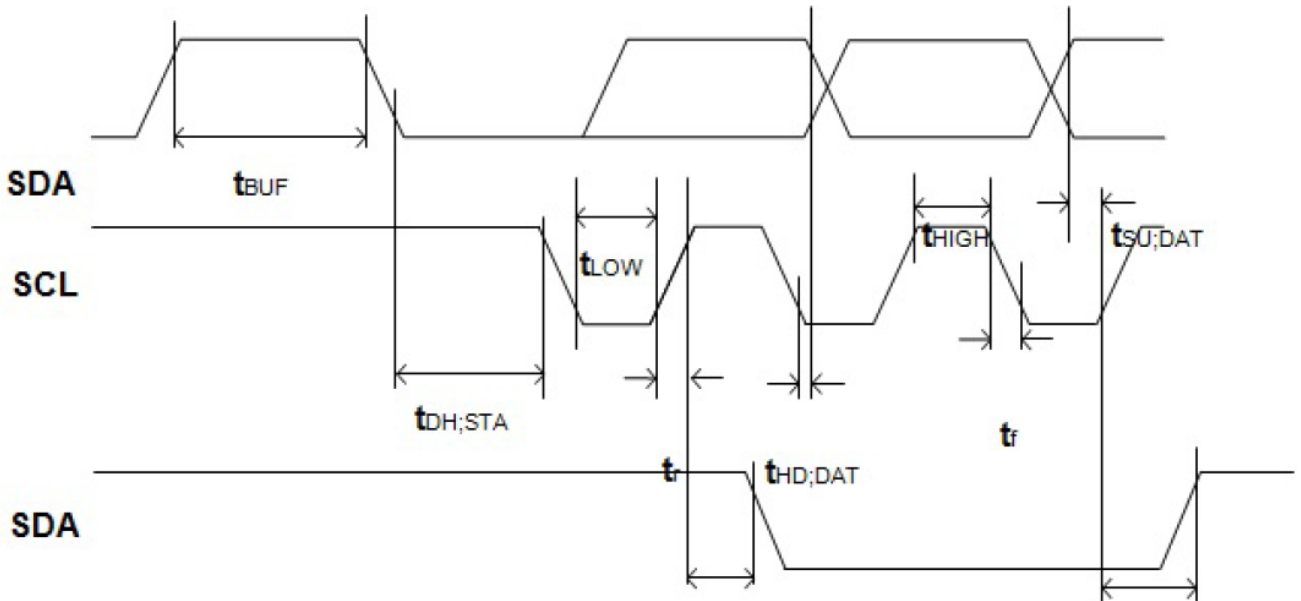 SDA
tBUF
SCL
tLOW
tHIGH
tSU;DAT
tDH;STA
tr
tHD;DAT
tf
SDA